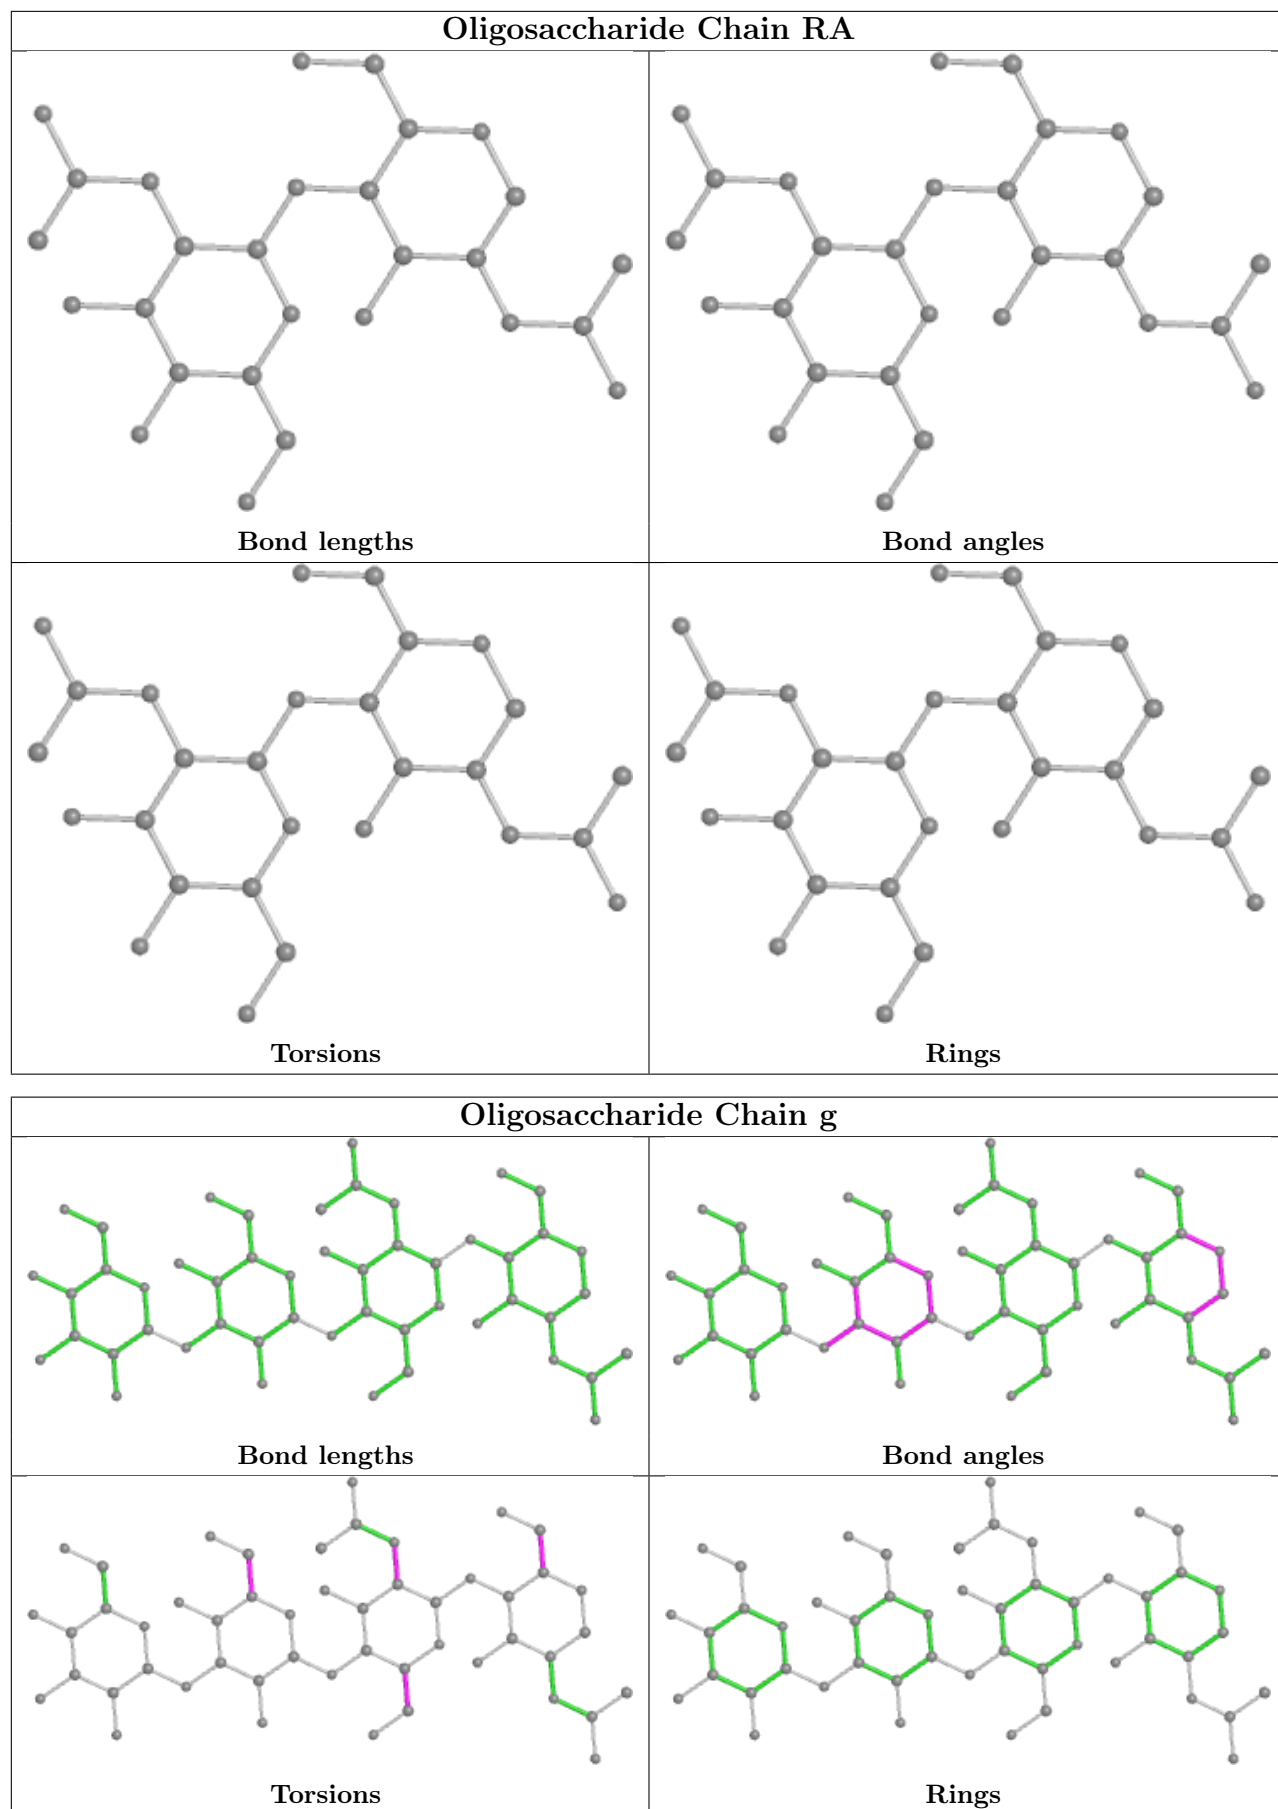 Oligosaccharide Chain RA
Bond lengths
Bond angles
Torsions
Rings
Oligosaccharide Chain g
Bond lengths
Bond angles
Torsions
Rings